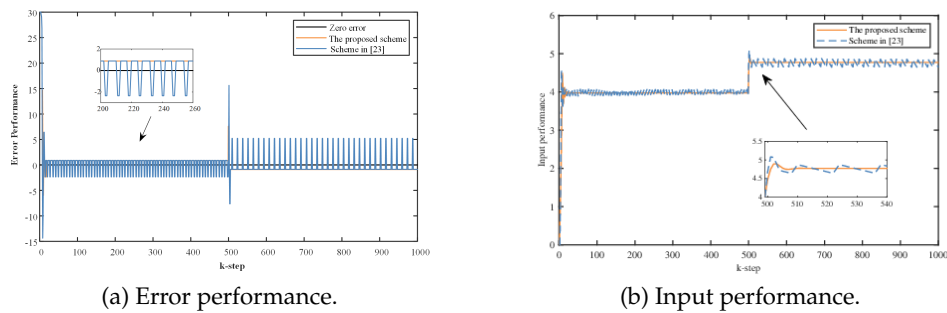 30
25
20
15
10
5
0
-5
-10
-15
Error Performance
Zero error
The proposed scheme
Scheme in [23]
2
0
-2
200 220 240 260
0 100 200 300 400 500 600 700 800 900 1000
k-step
(a) Error performance.
6
5
4
3
2
1
0
Input performance
The proposed scheme
Scheme in [23]
5.5
5
4.5
4
500 510 520 530 540
0 100 200 300 400 500 600 700 800 900 1000
k-step
(b) Input performance.